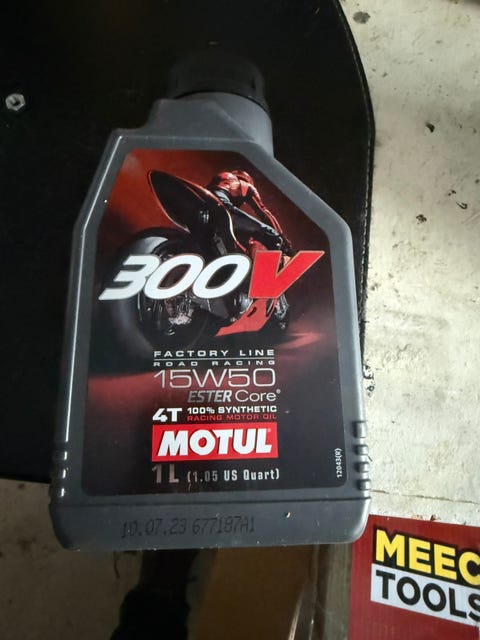 300V
FACTORY LINE
ROAD RACING
15W50
ESTER Core®
4T 100% SYNTHETIC
RACING MOTOR OIL
MOTUL
1L (1.05 US Quart)
10.07.23 677187A1
MEEC
TOOLS